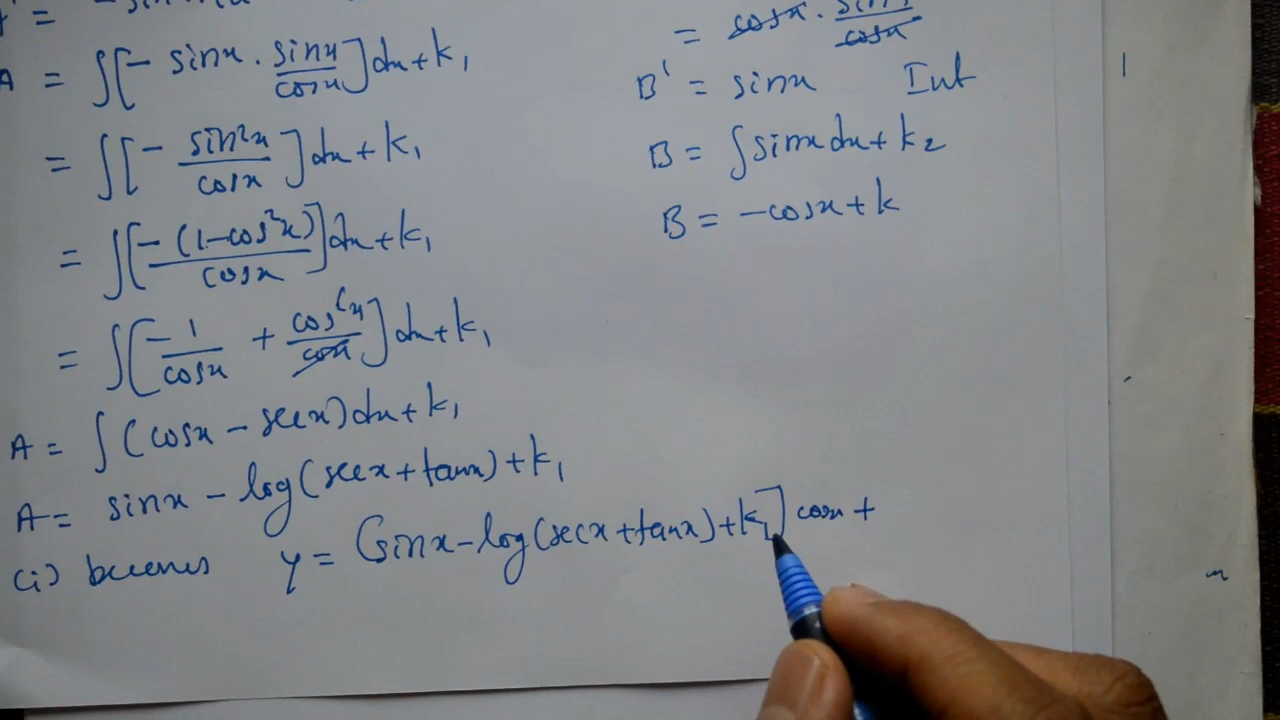 A = ∫[- sinx . sinx/cosx] dx + k₁
= ∫[- sin²x/cosx] dx + k₁
= ∫[-(1-cos²x)/cosx] dx + k₁
= ∫[-1/cosx + cos²x/cosx] dx + k₁
A = ∫(cosx - secx) dx + k₁
A = sinx - log(secx + tanx) + k₁
(i) becomes y = [sinx - log(secx + tanx) + k₁] cosx +
= cosx . sinx/cosx
B' = sinx Int
B = ∫sinx dx + k₂
B = -cosx + k